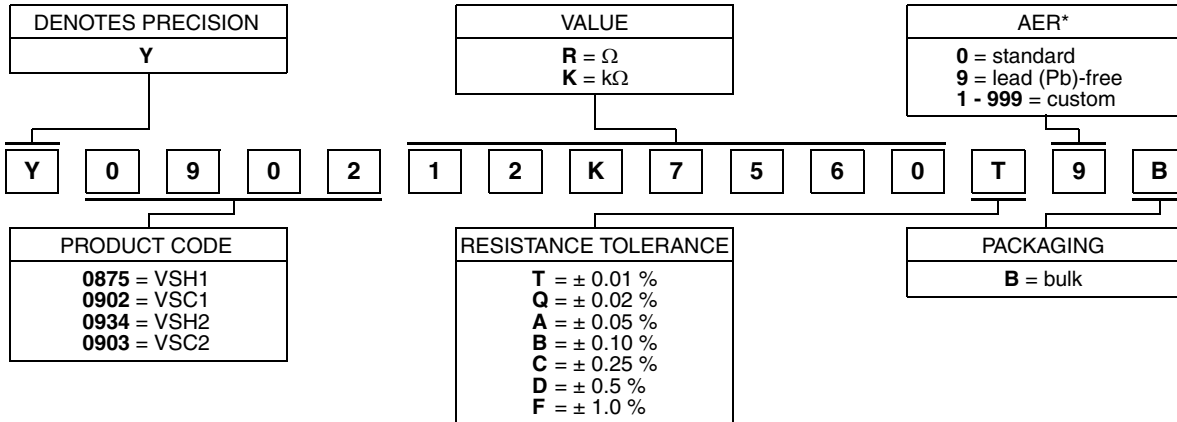 DENOTES PRECISION
Y
VALUE
R = Ω
K = kΩ
AER*
0 = standard
9 = lead (Pb)-free
1 - 999 = custom
Y 0 9 0 2 1 2 K 7 5 6 0 T 9 B
PRODUCT CODE
0875 = VSH1
0902 = VSC1
0934 = VSH2
0903 = VSC2
RESISTANCE TOLERANCE
T = ± 0.01 %
Q = ± 0.02 %
A = ± 0.05 %
B = ± 0.10 %
C = ± 0.25 %
D = ± 0.5 %
F = ± 1.0 %
PACKAGING
B = bulk